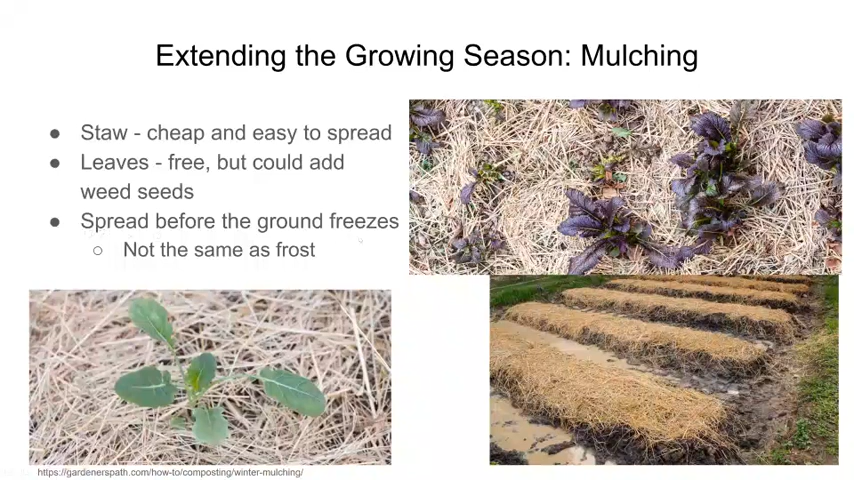 Extending the Growing Season: Mulching
● Staw - cheap and easy to spread
● Leaves - free, but could add
weed seeds
● Spread before the ground freezes
○ Not the same as frost
https://gardenerspath.com/how-to/composting/winter-mulching/